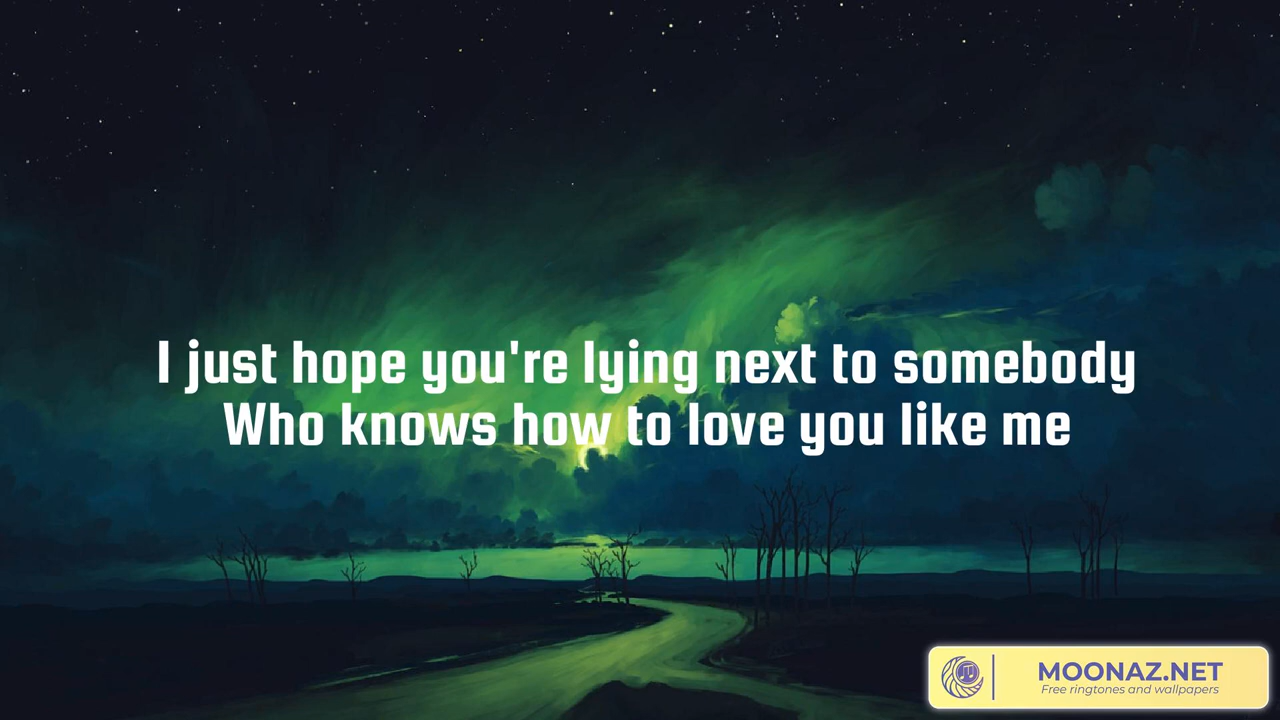 I just hope you're lying next to somebody
Who knows how to love you like me
MOONAZ.NET
Free ringtones and wallpapers